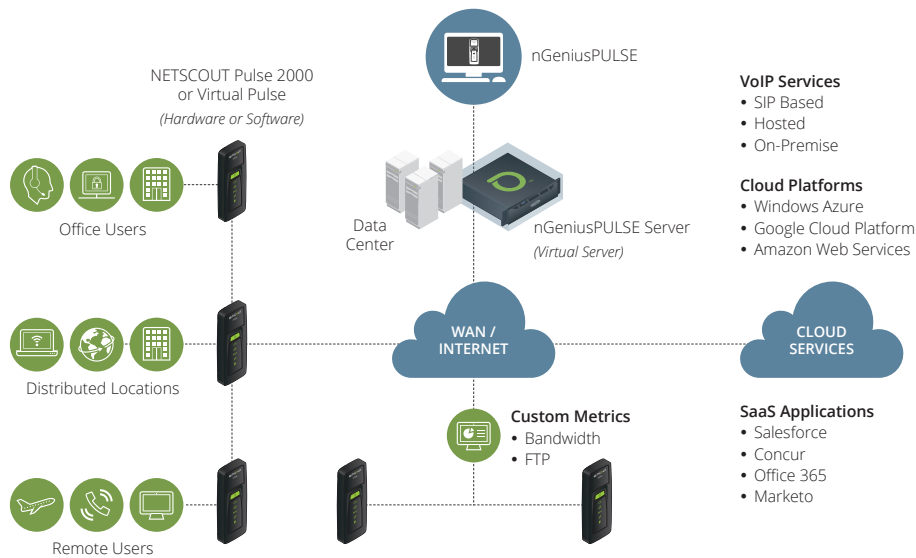 nGeniusPULSE
NETSCOUT Pulse 2000
or Virtual Pulse
(Hardware or Software)
Office Users
Data
Center
nGeniusPULSE Server
(Virtual Server)
VoIP Services
• SIP Based
• Hosted
• On-Premise
Cloud Platforms
• Windows Azure
• Google Cloud Platform
• Amazon Web Services
Distributed Locations
WAN /
INTERNET
CLOUD
SERVICES
Custom Metrics
• Bandwidth
• FTP
SaaS Applications
• Salesforce
• Concur
• Office 365
• Marketo
Remote Users